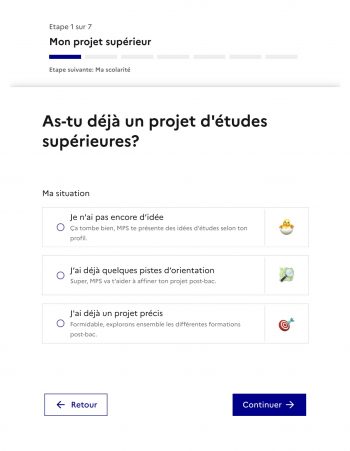 Etape 1 sur 7
Mon projet supérieur
Etape suivante: Ma scolarité
As-tu déjà un projet d'études
supérieures?
Ma situation
Je n'ai pas encore d'idée
Ça tombe bien, MPS te présente des idées d'études selon ton
profil.
J'ai déjà quelques pistes d'orientation
Super, MPS va t'aider à affiner ton projet post-bac.
J'ai déjà un projet précis
Formidable, explorons ensemble les différentes formations
post-bac.
← Retour
Continuer →